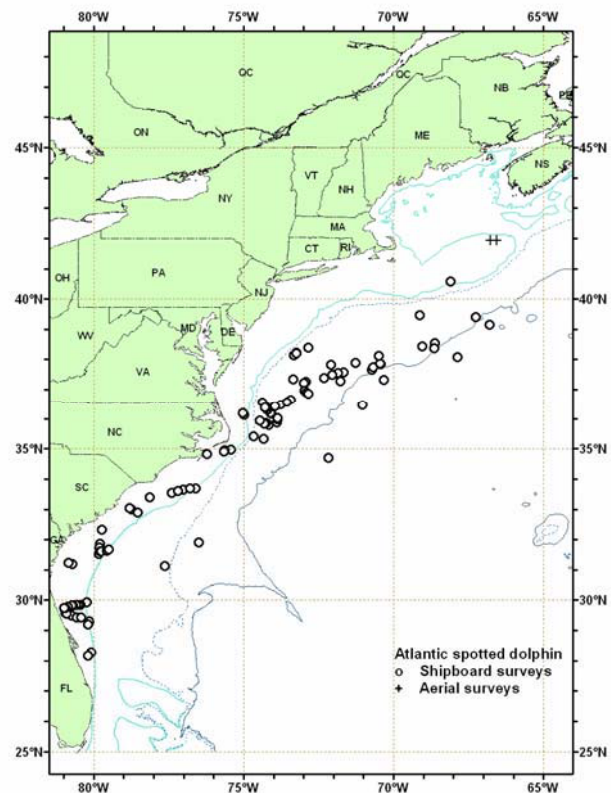 80°W 75°W 70°W 65°W
QC QC NB
ON ME
45°N 45°N
NS
VT
NH
NY
MA
CT RI
OH PA
40°N NJ 40°N
MD DE
WV
VA
NC
35°N 35°N
SC
GA
30°N 30°N
Atlantic spotted dolphin
Shipboard surveys
FL Aerial surveys
25°N 25°N
80°W 75°W 70°W 65°W